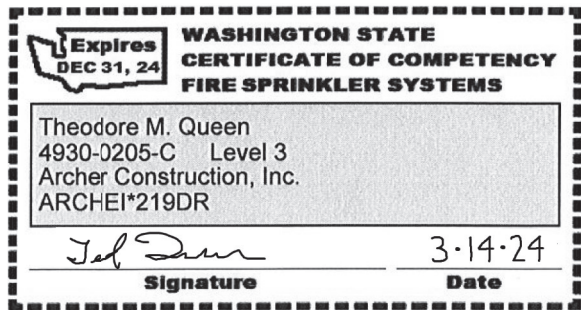 Expires
DEC 31, 24
WASHINGTON STATE
CERTIFICATE OF COMPETENCY
FIRE SPRINKLER SYSTEMS
Theodore M. Queen
4930-0205-C Level 3
Archer Construction, Inc.
ARCHEI*219DR
Ted 3-14-24
Signature Date